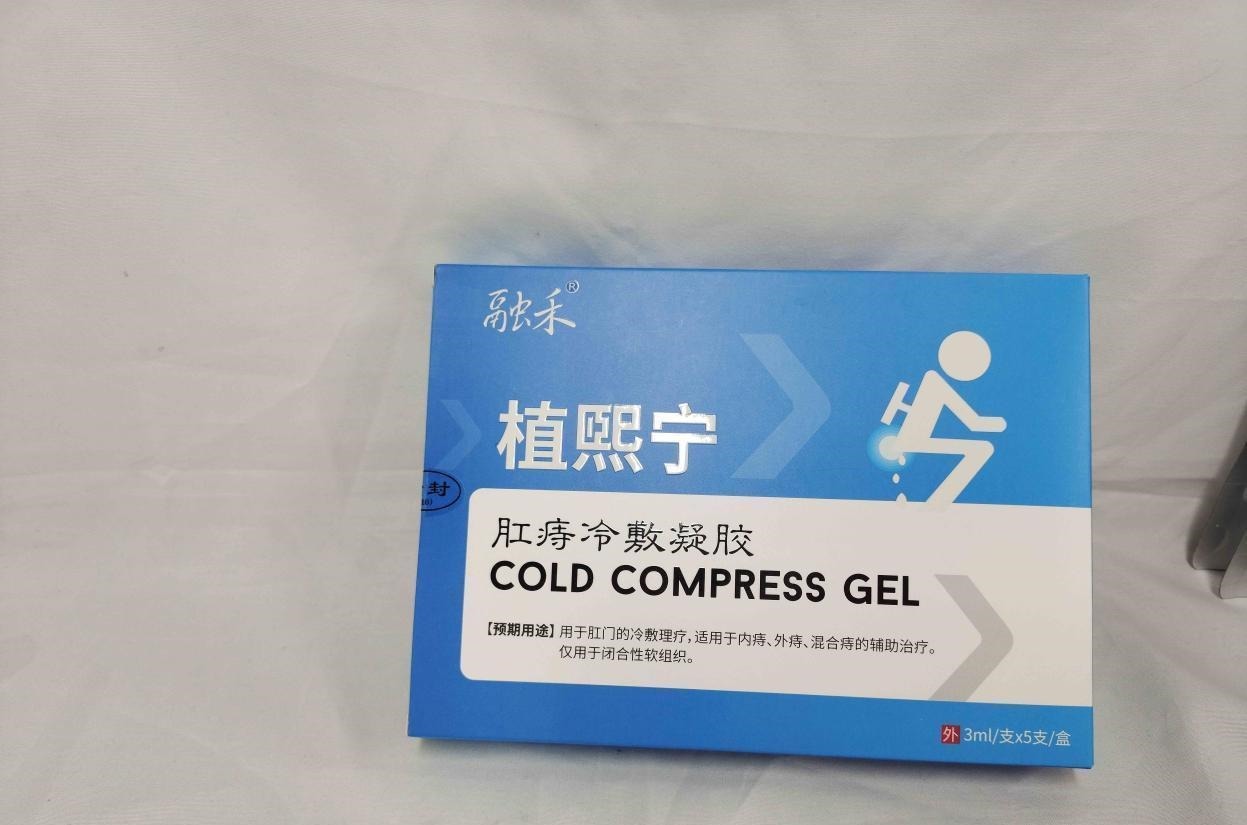 融禾®
植熙宁
封
肛痔冷敷凝胶
COLD COMPRESS GEL
【预期用途】用于肛门的冷敷理疗，适用于内痔、外痔、混合痔的辅助治疗。
仅用于闭合性软组织。
外 3ml/支x5支/盒